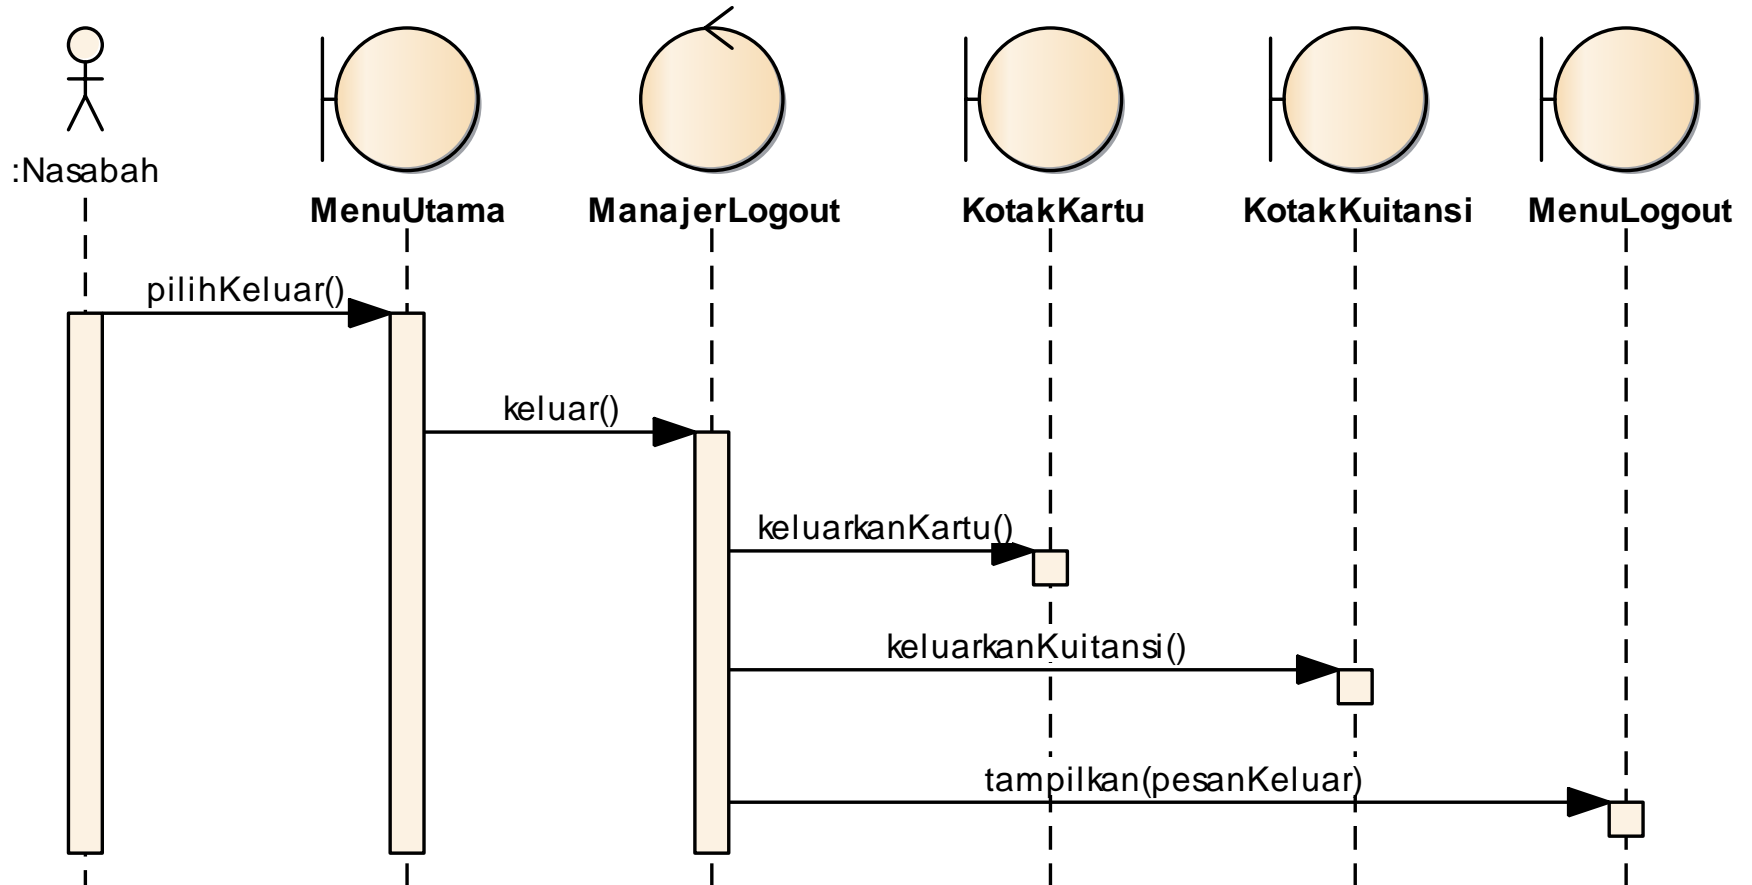 :Nasabah
MenuUtama
ManajerLogout
KotakKartu
KotakKuitansi
MenuLogout
pilihKeluar()
keluar()
keluarkanKartu()
keluarkanKuitansi()
tampilkan(pesanKeluar)